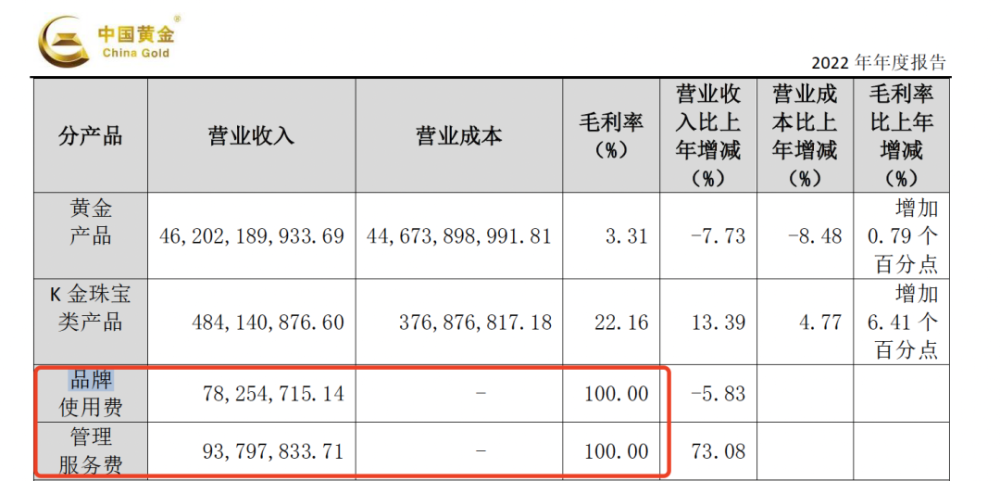 中国黄金
China Gold
2022 年年度报告
分产品 营业收入 营业成本 毛利率（%） 营业收入比上年增减（%） 营业成本比上年增减（%） 毛利率比上年增减（%）
黄金产品 46,202,189,933.69 44,673,898,991.81 3.31 -7.73 -8.48 增加 0.79 个百分点
K 金珠宝类产品 484,140,876.60 376,876,817.18 22.16 13.39 4.77 增加 6.41 个百分点
品牌使用费 78,254,715.14 - 100.00 -5.83
管理服务费 93,797,833.71 - 100.00 73.08